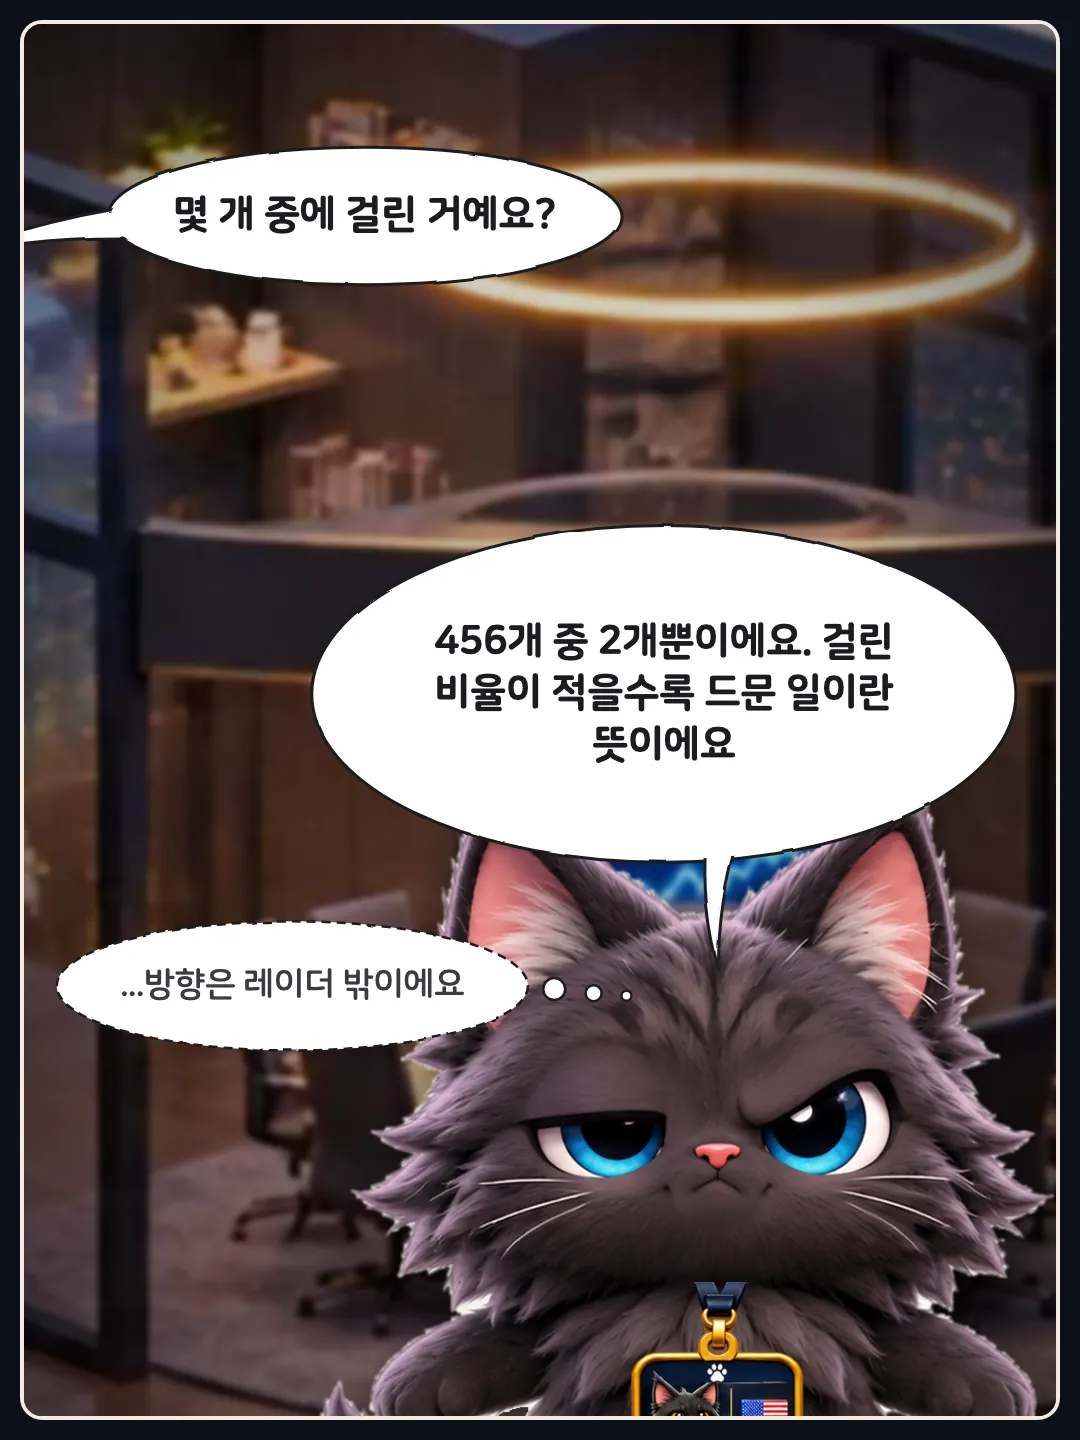 몇 개 중에 걸린 거예요?
456개 중 2개뿐이에요. 걸린
비율이 적을수록 드문 일이란
뜻이에요
...방향은 레이더 밖이에요